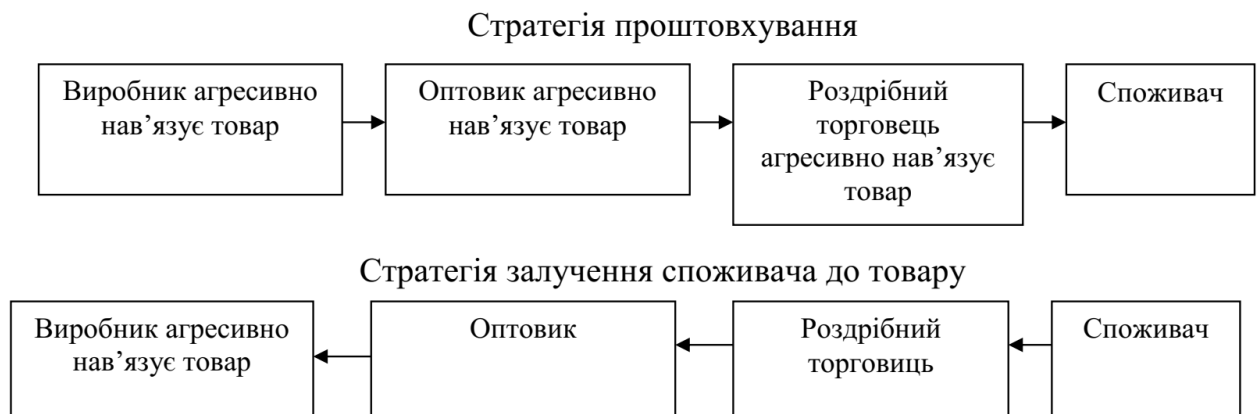 Стратегія проштовхування
Виробник агресивно
нав’язує товар
Оптовик агресивно
нав’язує товар
Роздрібний
торговець
агресивно нав’язує
товар
Споживач
Стратегія залучення споживача до товару
Виробник агресивно
нав’язує товар
Оптовик
Роздрібний
торговиць
Споживач